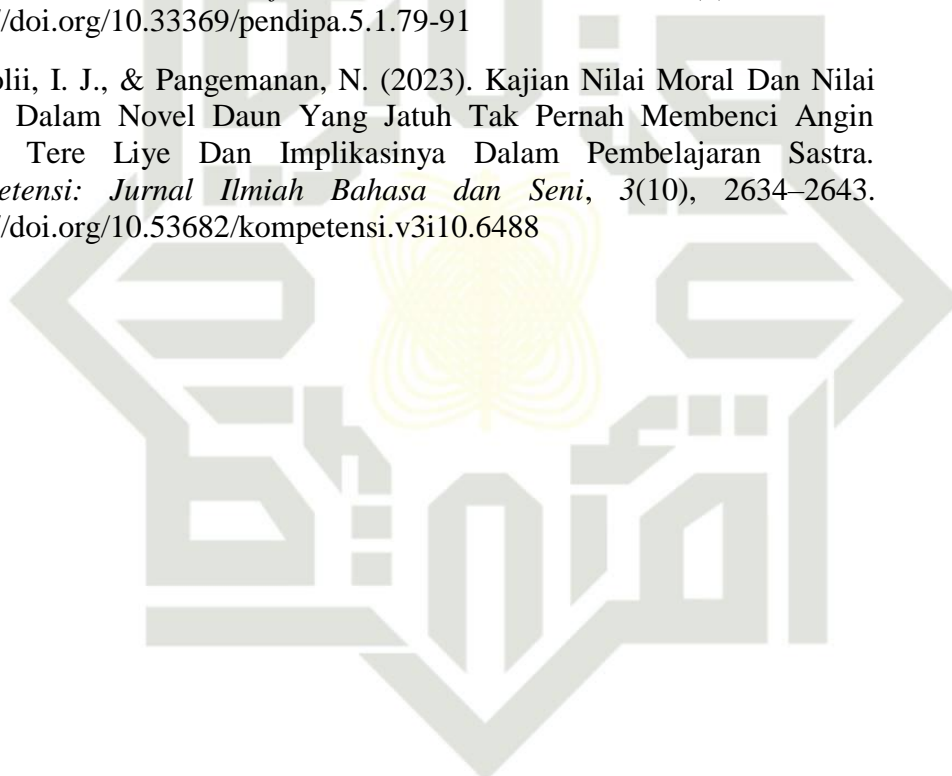 //doi.org/10.33369/pendipa.5.1.79-91
I. J., & Pangemanan, N. (2023). Kajian Nilai Moral Dan Nilai
Dalam Novel Daun Yang Jatuh Tak Pernah Membenci Angin
Tere Liye Dan Implikasinya Dalam Pembelajaran Sastra.
etensi: Jurnal Ilmiah Bahasa dan Seni, 3(10), 2634–2643.
//doi.org/10.53682/kompetensi.v3i10.6488